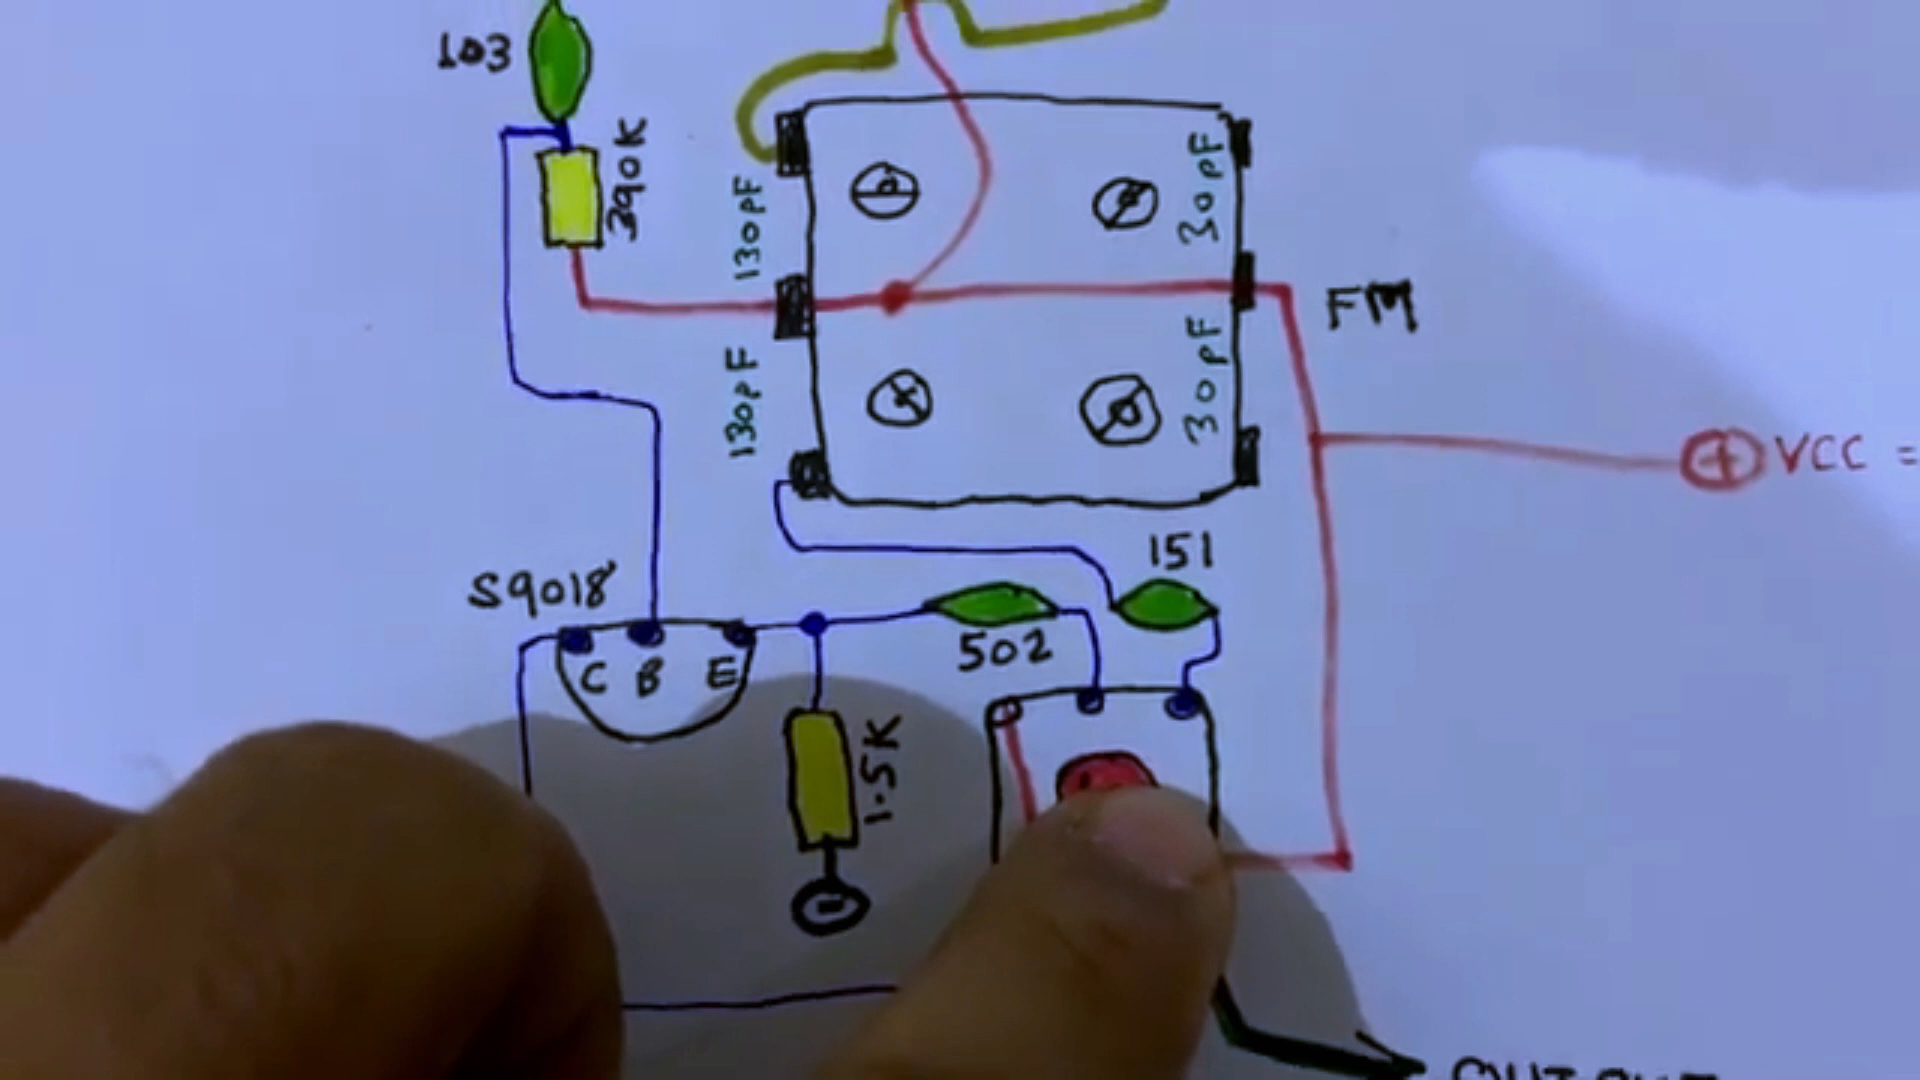 103
390K
130pF
30pF
FM
130pF
30pF
VCC =
151
S9018
502
C B E
1.5K